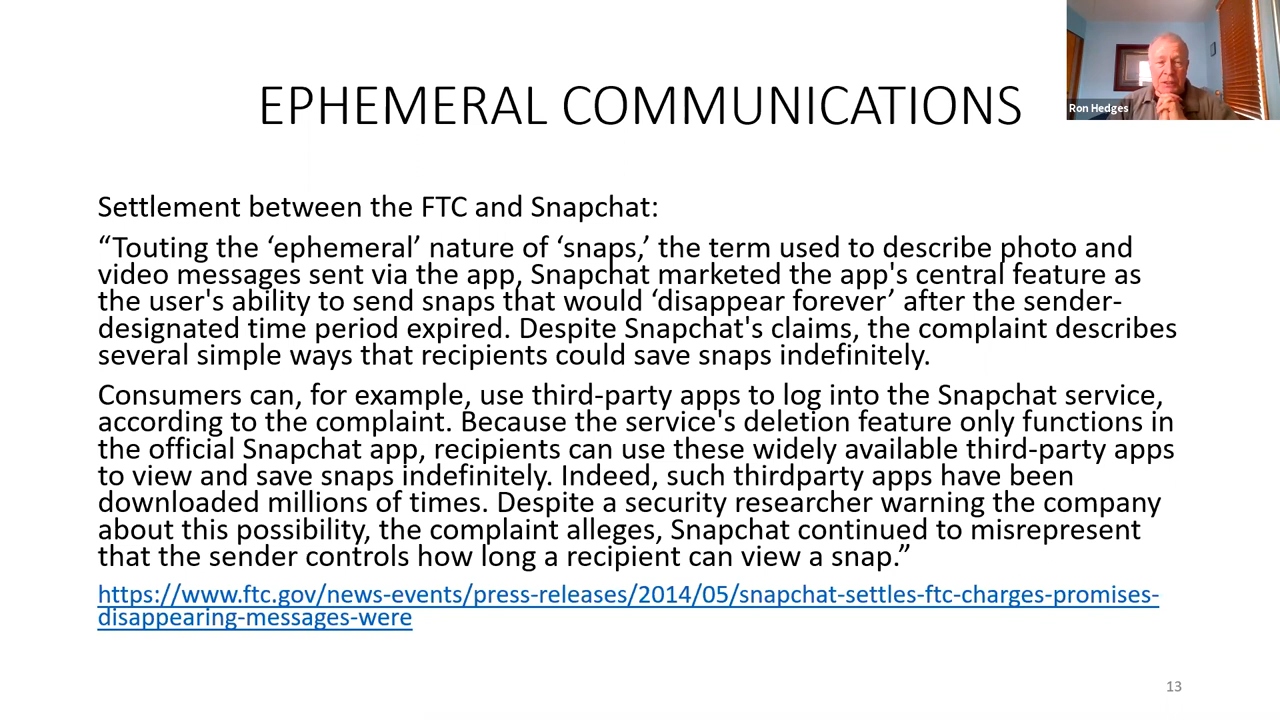 EPHEMERAL COMMUNICATIONS
Ron Hedges
Settlement between the FTC and Snapchat:
“Touting the ‘ephemeral’ nature of ‘snaps,’ the term used to describe photo and
video messages sent via the app, Snapchat marketed the app's central feature as
the user's ability to send snaps that would ‘disappear forever’ after the sender-
designated time period expired. Despite Snapchat's claims, the complaint describes
several simple ways that recipients could save snaps indefinitely.
Consumers can, for example, use third-party apps to log into the Snapchat service,
according to the complaint. Because the service's deletion feature only functions in
the official Snapchat app, recipients can use these widely available third-party apps
to view and save snaps indefinitely. Indeed, such thirdparty apps have been
downloaded millions of times. Despite a security researcher warning the company
about this possibility, the complaint alleges, Snapchat continued to misrepresent
that the sender controls how long a recipient can view a snap.”
https://www.ftc.gov/news-events/press-releases/2014/05/snapchat-settles-ftc-charges-promises-
disappearing-messages-were
13